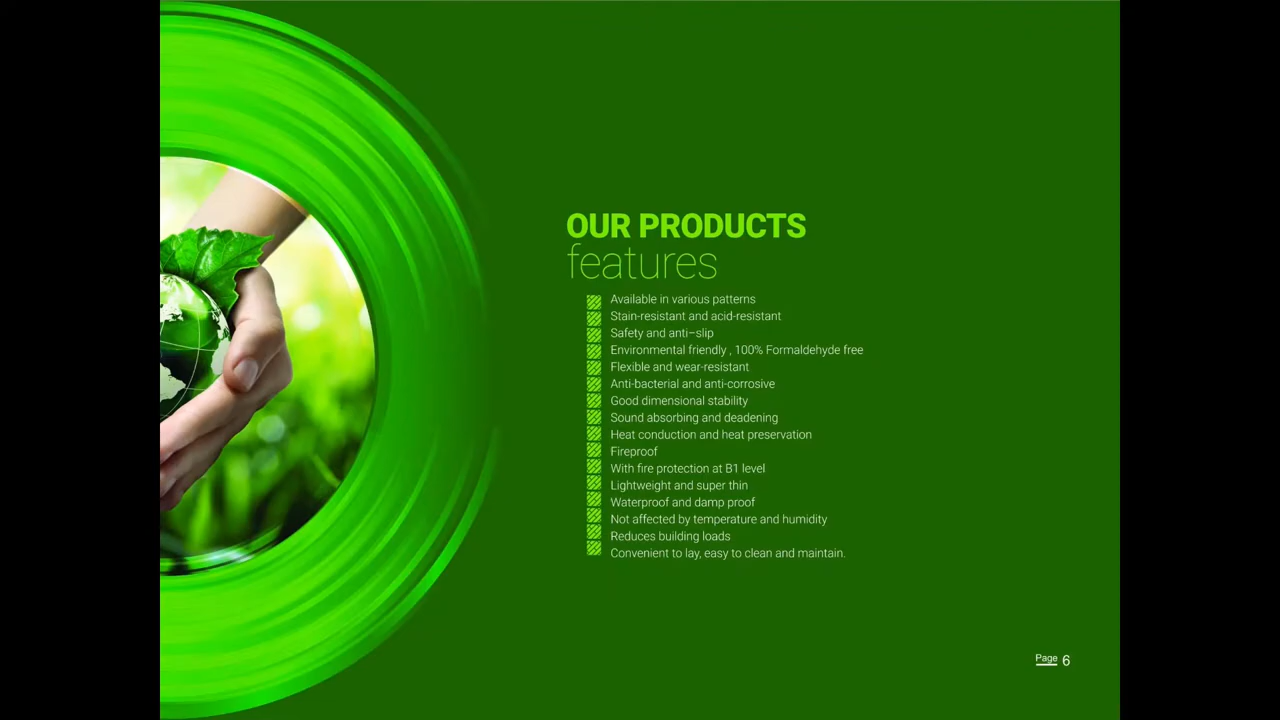 OUR PRODUCTS
features
Available in various patterns
Stain-resistant and acid-resistant
Safety and anti–slip
Environmental friendly , 100% Formaldehyde free
Flexible and wear-resistant
Anti-bacterial and anti-corrosive
Good dimensional stability
Sound absorbing and deadening
Heat conduction and heat preservation
Fireproof
With fire protection at B1 level
Lightweight and super thin
Waterproof and damp proof
Not affected by temperature and humidity
Reduces building loads
Convenient to lay, easy to clean and maintain.
Page 6